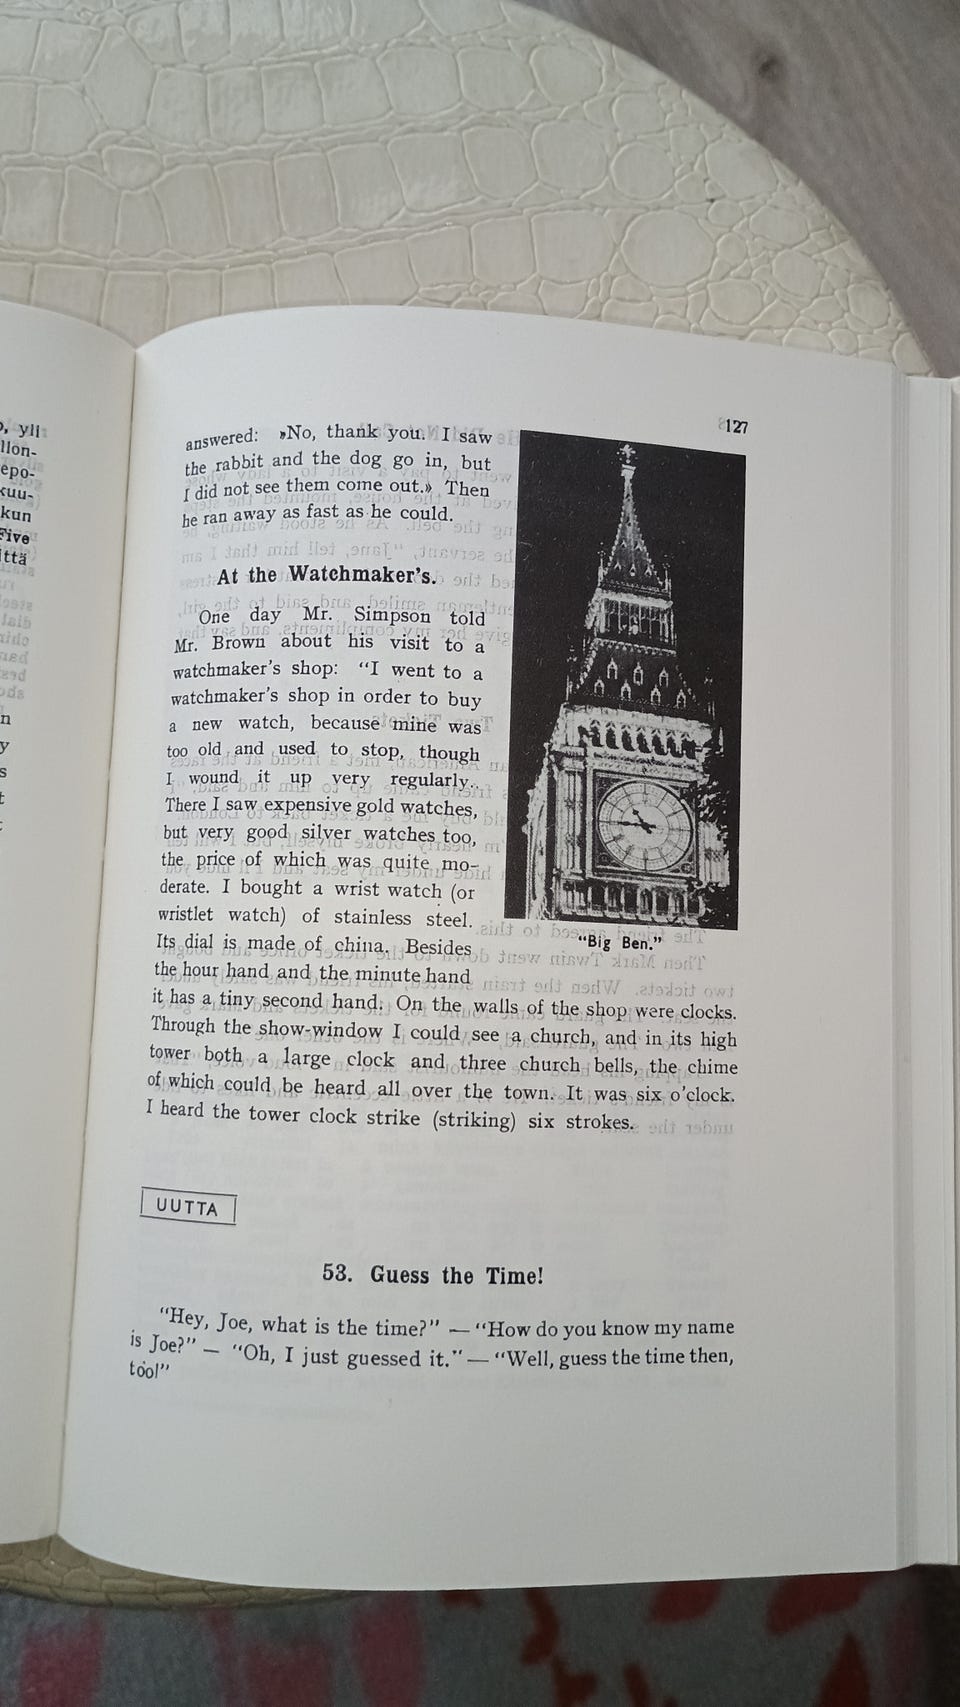 o, yli
llon-
epo-
kuu-
kun
Five
ittä
n
y
s
t
127
answered: »No, thank you. I saw
the rabbit and the dog go in, but
I did not see them come out.» Then
he ran away as fast as he could.
At the Watchmaker's.
One day Mr. Simpson told
Mr. Brown about his visit to a
watchmaker's shop: "I went to a
watchmaker's shop in order to buy
a new watch, because mine was
too old and used to stop, though
I wound it up very regularly.
There I saw expensive gold watches,
but very good silver watches too,
the price of which was quite mo-
derate. I bought a wrist watch (or
wristlet watch) of stainless steel.
Its dial is made of china. Besides
the hour hand and the minute hand
it has a tiny second hand. On the walls of the shop were clocks.
Through the show-window I could see a church, and in its high
tower both a large clock and three church bells, the chime
of which could be heard all over the town. It was six o'clock.
I heard the tower clock strike (striking) six strokes.
"Big Ben."
UUTTA
53. Guess the Time!
"Hey, Joe, what is the time?" — "How do you know my name
is Joe?" — "Oh, I just guessed it." — "Well, guess the time then,
too!"